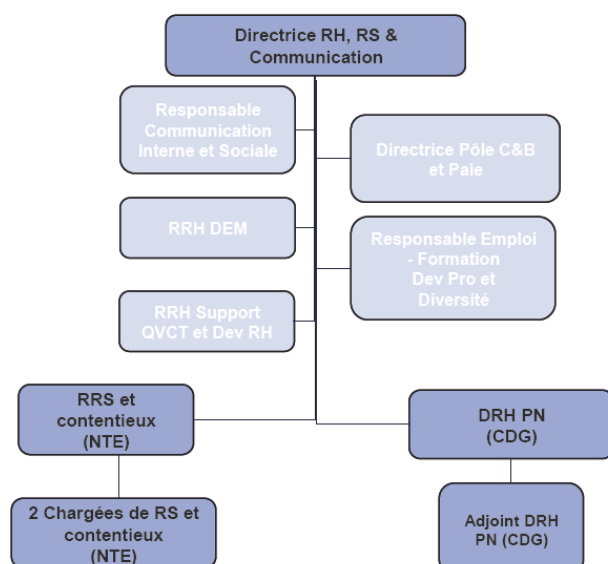 Directrice RH, RS &
Communication
Responsable
Communication
Interne et Sociale
Directrice Pôle C&B
et Paie
RRH DEM
Responsable Emploi
- Formation
Dev Pro et
Diversité
RRH Support
QVCT et Dev RH
RRS et
contentieux
(NTE)
DRH PN
(CDG)
2 Chargées de RS et
contentieux
(NTE)
Adjoint DRH
PN (CDG)